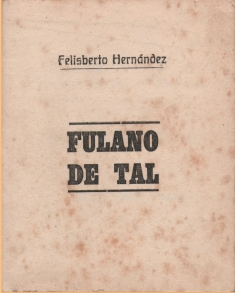 Felisberto Hernández
FULANO
DE TAL